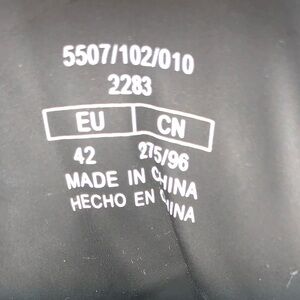 5507/102/010
2283
EU CN
42 275/96
MADE IN CHINA
HECHO EN CHINA